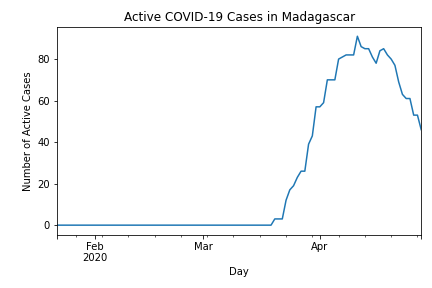 Active COVID-19 Cases in Madagascar
Number of Active Cases
80
60
40
20
0
Feb
2020
Mar
Apr
Day